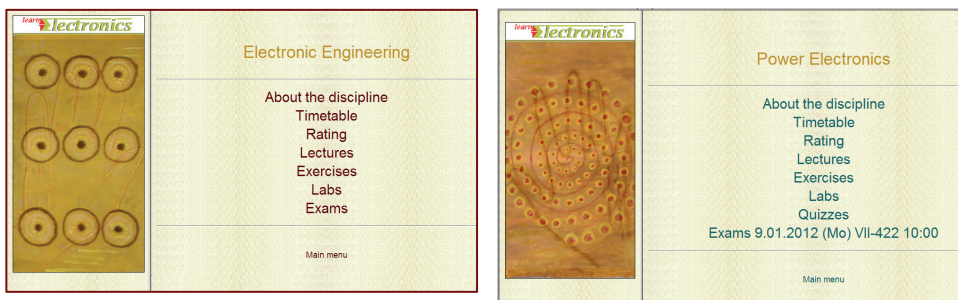 learn Electronics
Electronic Engineering
About the discipline
Timetable
Rating
Lectures
Exercises
Labs
Exams
Main menu
learn Electronics
Power Electronics
About the discipline
Timetable
Rating
Lectures
Exercises
Labs
Quizzes
Exams 9.01.2012 (Mo) VII-422 10:00
Main menu